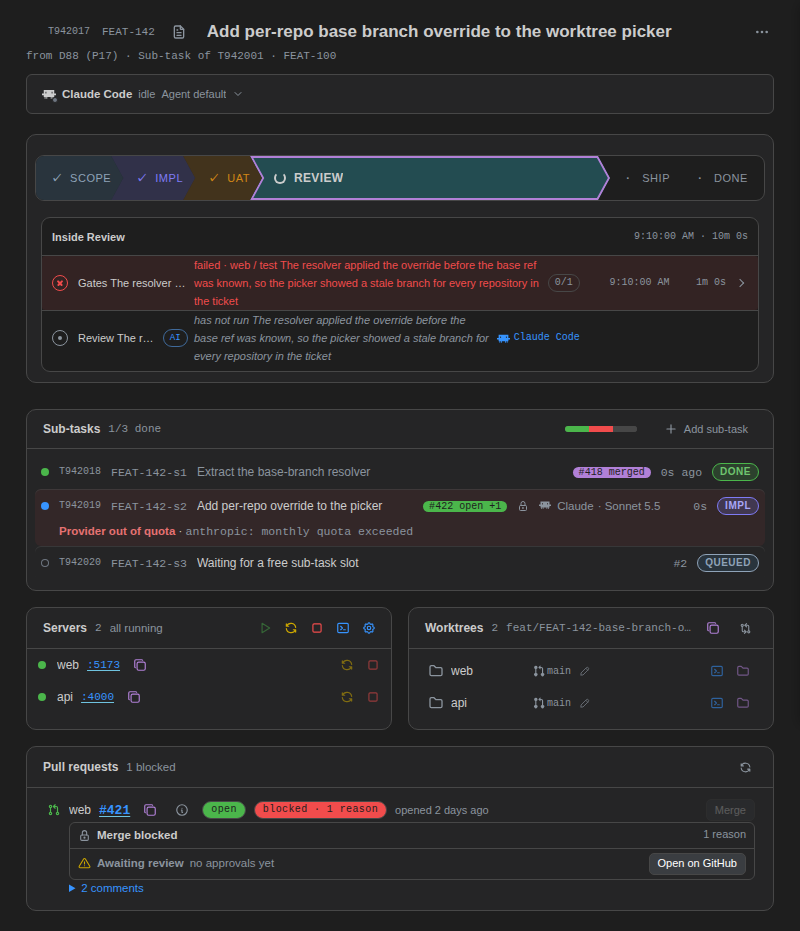 T942017 FEAT-142 Add per-repo base branch override to the worktree picker
from D88 (P17) · Sub-task of T942001 · FEAT-100
Claude Code idle Agent default
SCOPE IMPL UAT REVIEW SHIP DONE
Inside Review 9:10:00 AM · 10m 0s
failed · web / test The resolver applied the override before the base ref
Gates The resolver … was known, so the picker showed a stale branch for every repository in 0/1 9:10:00 AM 1m 0s
the ticket
has not run The resolver applied the override before the
Review The r… AI base ref was known, so the picker showed a stale branch for Claude Code
every repository in the ticket
Sub-tasks 1/3 done Add sub-task
T942018 FEAT-142-s1 Extract the base-branch resolver #418 merged 0s ago DONE
T942019 FEAT-142-s2 Add per-repo override to the picker #422 open +1 Claude · Sonnet 5.5 0s IMPL
Provider out of quota · anthropic: monthly quota exceeded
T942020 FEAT-142-s3 Waiting for a free sub-task slot #2 QUEUED
Servers 2 all running
web :5173
api :4000
Worktrees 2 feat/FEAT-142-base-branch-o…
web main
api main
Pull requests 1 blocked
web #421 open blocked · 1 reason opened 2 days ago Merge
Merge blocked 1 reason
Awaiting review no approvals yet Open on GitHub
2 comments